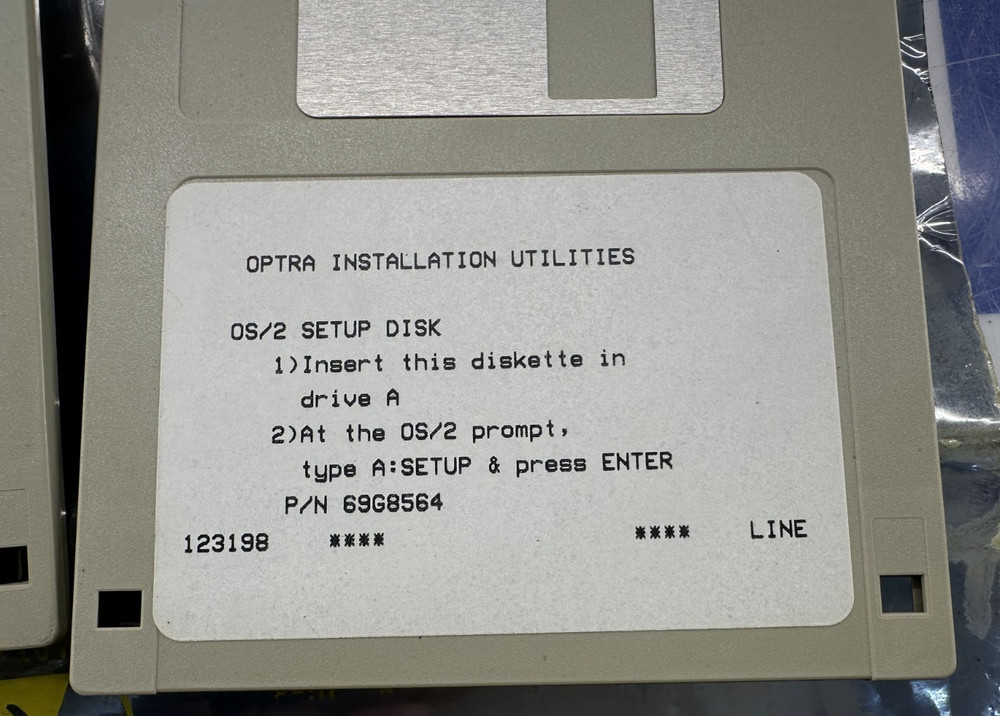 OPTRA INSTALLATION UTILITIES
OS/2 SETUP DISK
1)Insert this diskette in
drive A
2)At the OS/2 prompt,
type A:SETUP & press ENTER
P/N 69G8564
123198 **** **** LINE